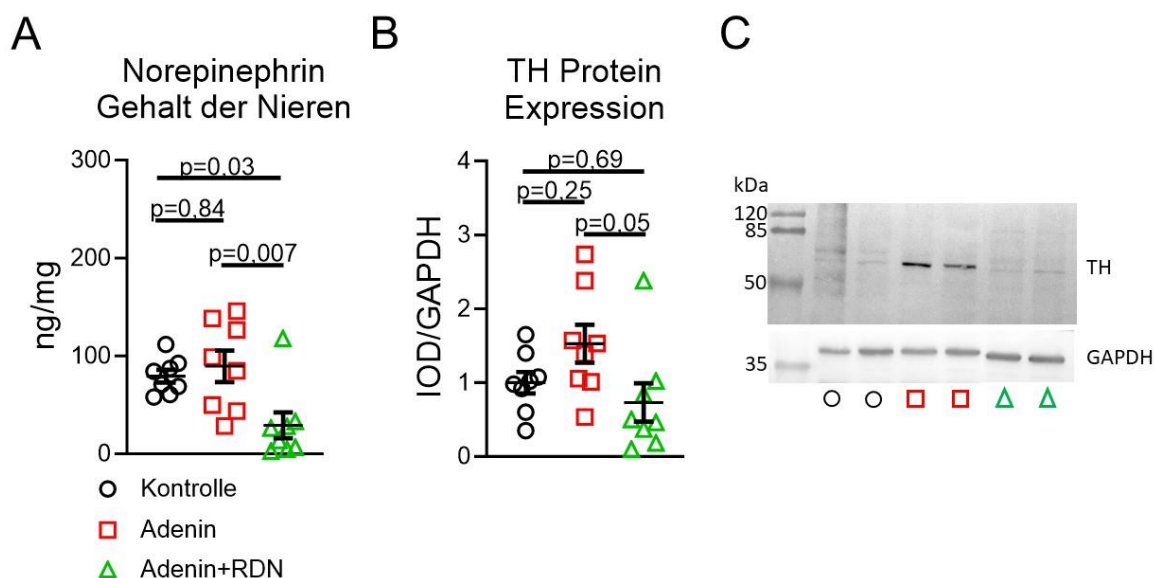 A
Norepinephrin
Gehalt der Nieren
300
200
100
0
ng/mg
p=0,03
p=0,84
p=0,007
Kontrolle
Adenin
Adenin+RDN
B
TH Protein
Expression
4
3
2
1
0
IOD/GAPDH
p=0,69
p=0,25
p=0,05
C
kDa
120
85
50
35
TH
GAPDH